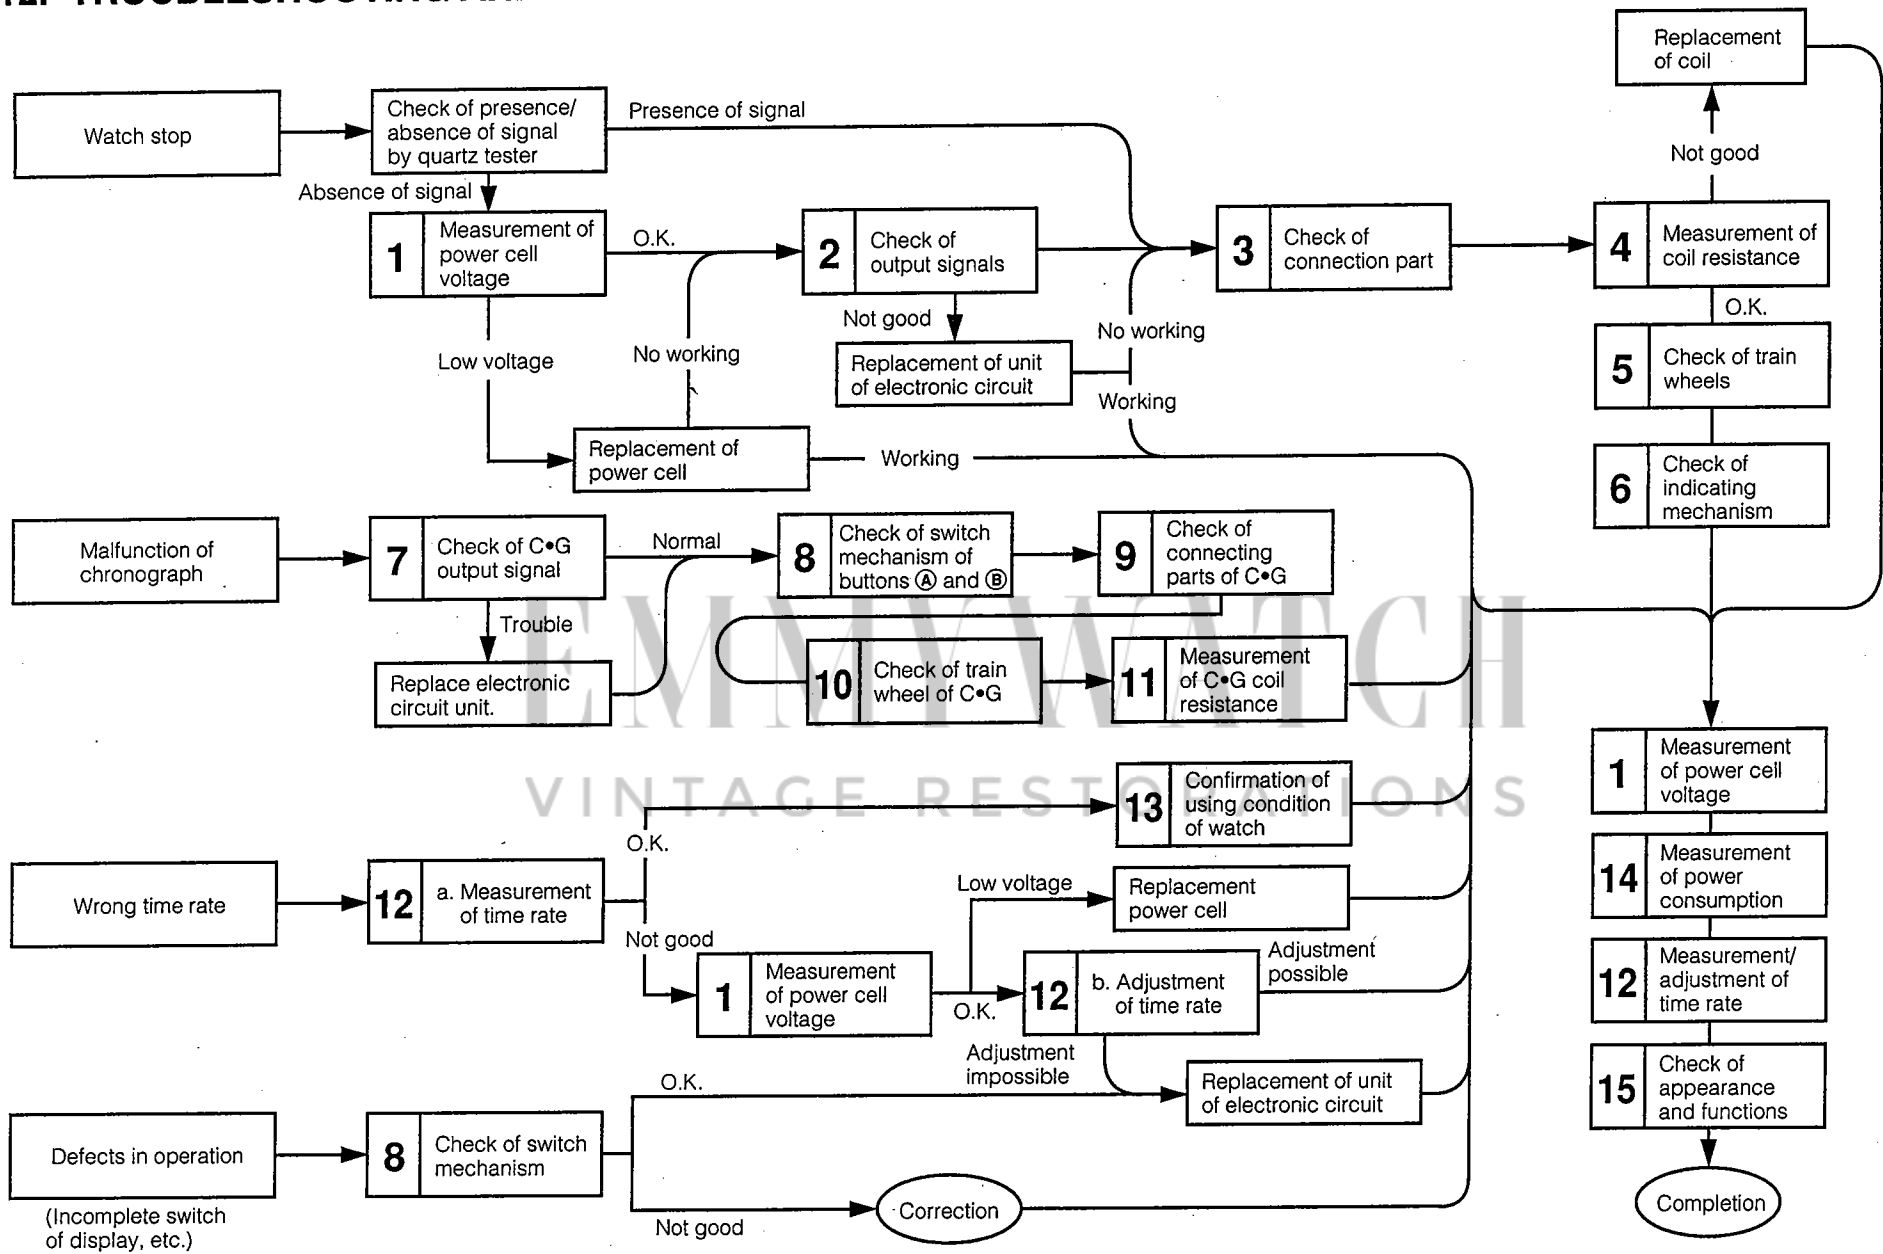 Replacement
of coil
Watch stop
Check of presence/
absence of signal
by quartz tester
Presence of signal
Absence of signal
Not good
1
Measurement of
power cell
voltage
O.K.
2
Check of
output signals
3
Check of
connection part
4
Measurement of
coil resistance
O.K.
Low voltage
No working
Not good
Replacement of unit
of electronic circuit
No working
Working
5
Check of train
wheels
Replacement of
power cell
Working
6
Check of
indicating
mechanism
Malfunction of
chronograph
7
Check of C•G
output signal
Normal
8
Check of switch
mechanism of
buttons Ⓐ and Ⓑ
9
Check of
connecting
parts of C•G
Trouble
Replace electronic
circuit unit.
10
Check of train
wheel of C•G
11
Measurement
of C•G coil
resistance
EMMYWATCH
VINTAGE RESTORATIONS
1
Measurement
of power cell
voltage
13
Confirmation of
using condition
of watch
O.K.
Wrong time rate
12
a. Measurement
of time rate
Low voltage
Replacement
power cell
14
Measurement
of power
consumption
Not good
1
Measurement
of power cell
voltage
O.K.
12
b. Adjustment
of time rate
Adjustment
possible
12
Measurement/
adjustment of
time rate
Adjustment
impossible
O.K.
Replacement of unit
of electronic circuit
15
Check of
appearance
and functions
Defects in operation
8
Check of switch
mechanism
(Incomplete switch
of display, etc.)
Not good
Correction
Completion